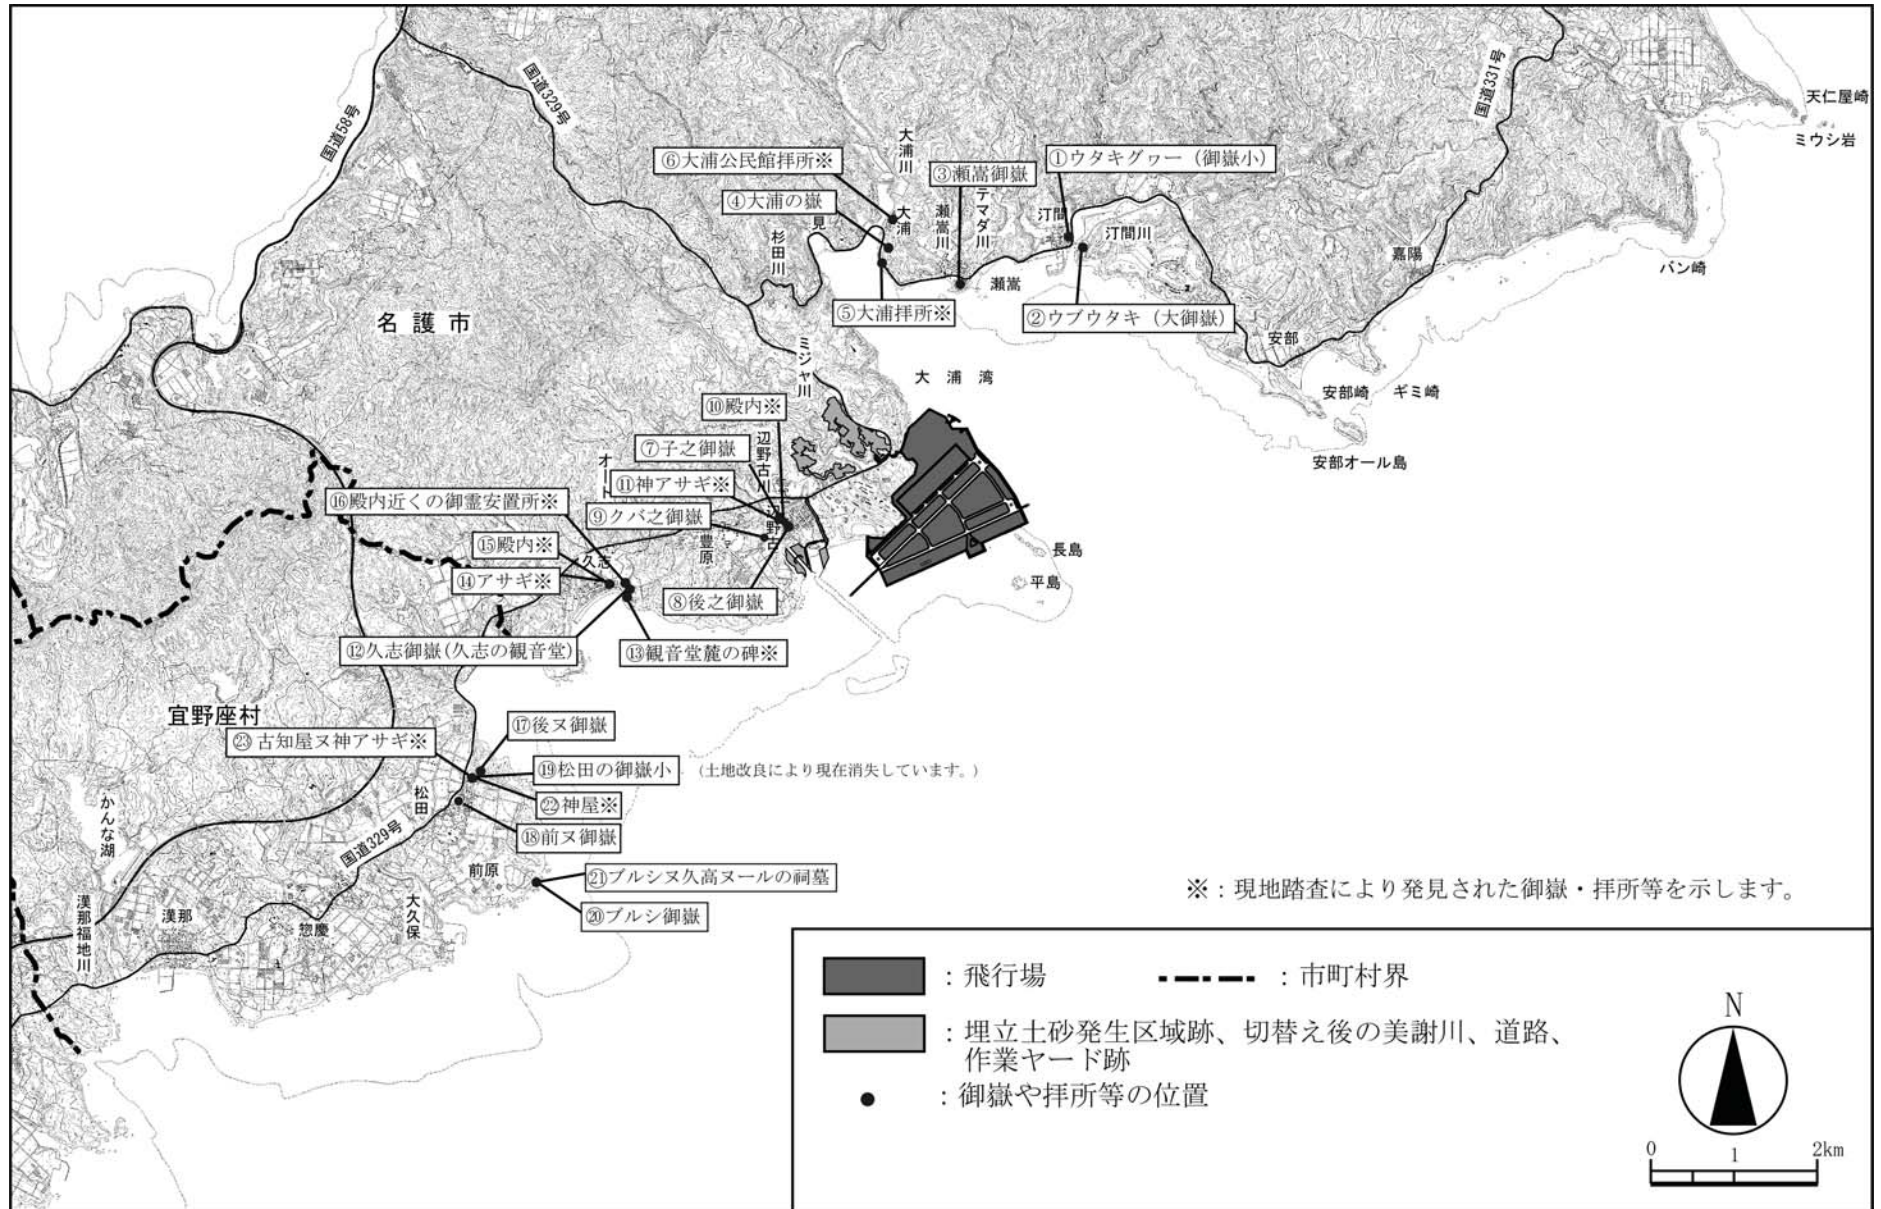 国道58号
国道329号
国道331号
天仁屋崎
ミウシ岩
バン崎
嘉陽
⑥大浦公民館拝所※
大浦川
③瀬嵩御嶽
①ウタキグヮー（御嶽小）
④大浦の嶽
大浦
瀬嵩川
テマダ川
汀間
汀間川
杉田川
見
瀬嵩
⑤大浦拝所※
②ウブウタキ（大御嶽）
名護市
安部
ミジャ川
大浦湾
安部崎
ギミ崎
安部オール島
⑩殿内※
辺野古川
⑦子之御嶽
⑪神アサギ※
⑯殿内近くの御霊安置所※
⑨クバ之御嶽
辺野古
豊原
⑮殿内※
久志
⑭アサギ※
⑧後之御嶽
長島
平島
⑫久志御嶽(久志の観音堂)
⑬観音堂麓の碑※
宜野座村
⑰後ヌ御嶽
㉓古知屋ヌ神アサギ※
⑲松田の御嶽小
(土地改良により現在消失しています。)
松田
㉒神屋※
かんな湖
⑱前ヌ御嶽
国道329号
前原
㉑ブルシヌ久高ヌールの祠墓
⑳ブルシ御嶽
漢那福地川
漢那
惣慶
大久保
※：現地踏査により発見された御嶽・拝所等を示します。
：飛行場
：市町村界
：埋立土砂発生区域跡、切替え後の美謝川、道路、
作業ヤード跡
：御嶽や拝所等の位置
N
0 1 2km